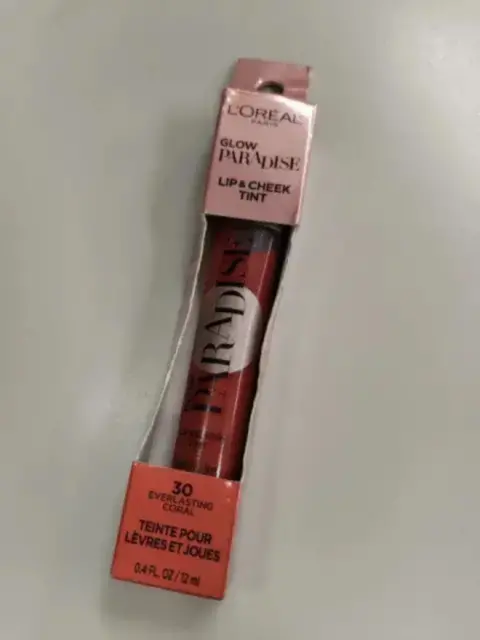 L'ORÉAL
PARIS
GLOW
PARADISE
LIP & CHEEK
TINT
PARADISE
30
EVERLASTING
CORAL
TEINTE POUR
LÈVRES ET JOUES
0.4 FL. OZ / 12 ml